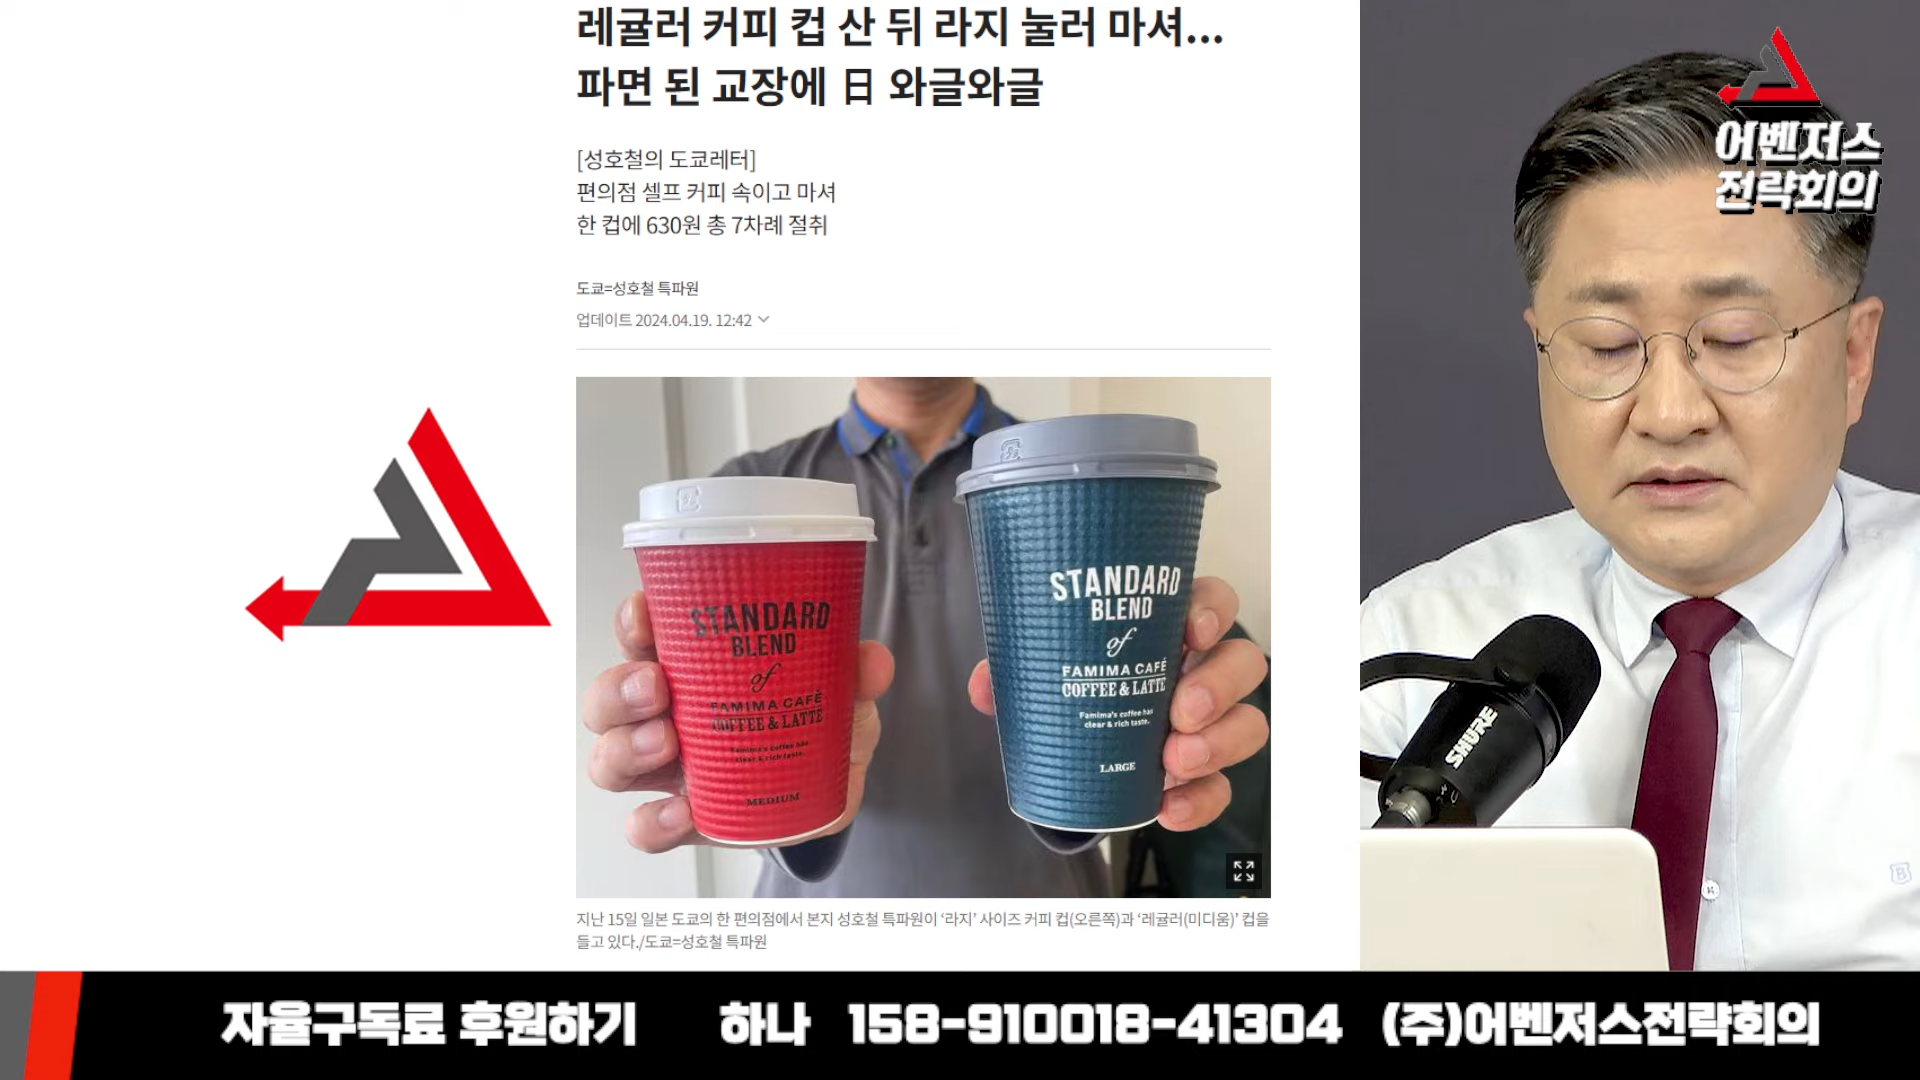 레귤러 커피 컵 산 뒤 라지 눌러 마셔...
파면 된 교장에 日 와글와글
[성호철의 도쿄레터]
편의점 셀프 커피 속이고 마셔
한 컵에 630원 총 7차례 절취
도쿄=성호철 특파원
업데이트 2024.04.19. 12:42
STANDARD
BLEND
of
FAMIMA CAFÉ
COFFEE & LATTE
Famima's coffee has
clear & rich taste.
MEDIUM
STANDARD
BLEND
of
FAMIMA CAFÉ
COFFEE & LATTE
Famima's coffee has
clear & rich taste.
LARGE
지난 15일 일본 도쿄의 한 편의점에서 본지 성호철 특파원이 ‘라지’ 사이즈 커피 컵(오른쪽)과 ‘레귤러(미디움)’ 컵을
들고 있다./도쿄=성호철 특파원
어벤저스
전략회의
SHURE
B
자율구독료 후원하기 하나 158-910018-41304 (주)어벤저스전략회의